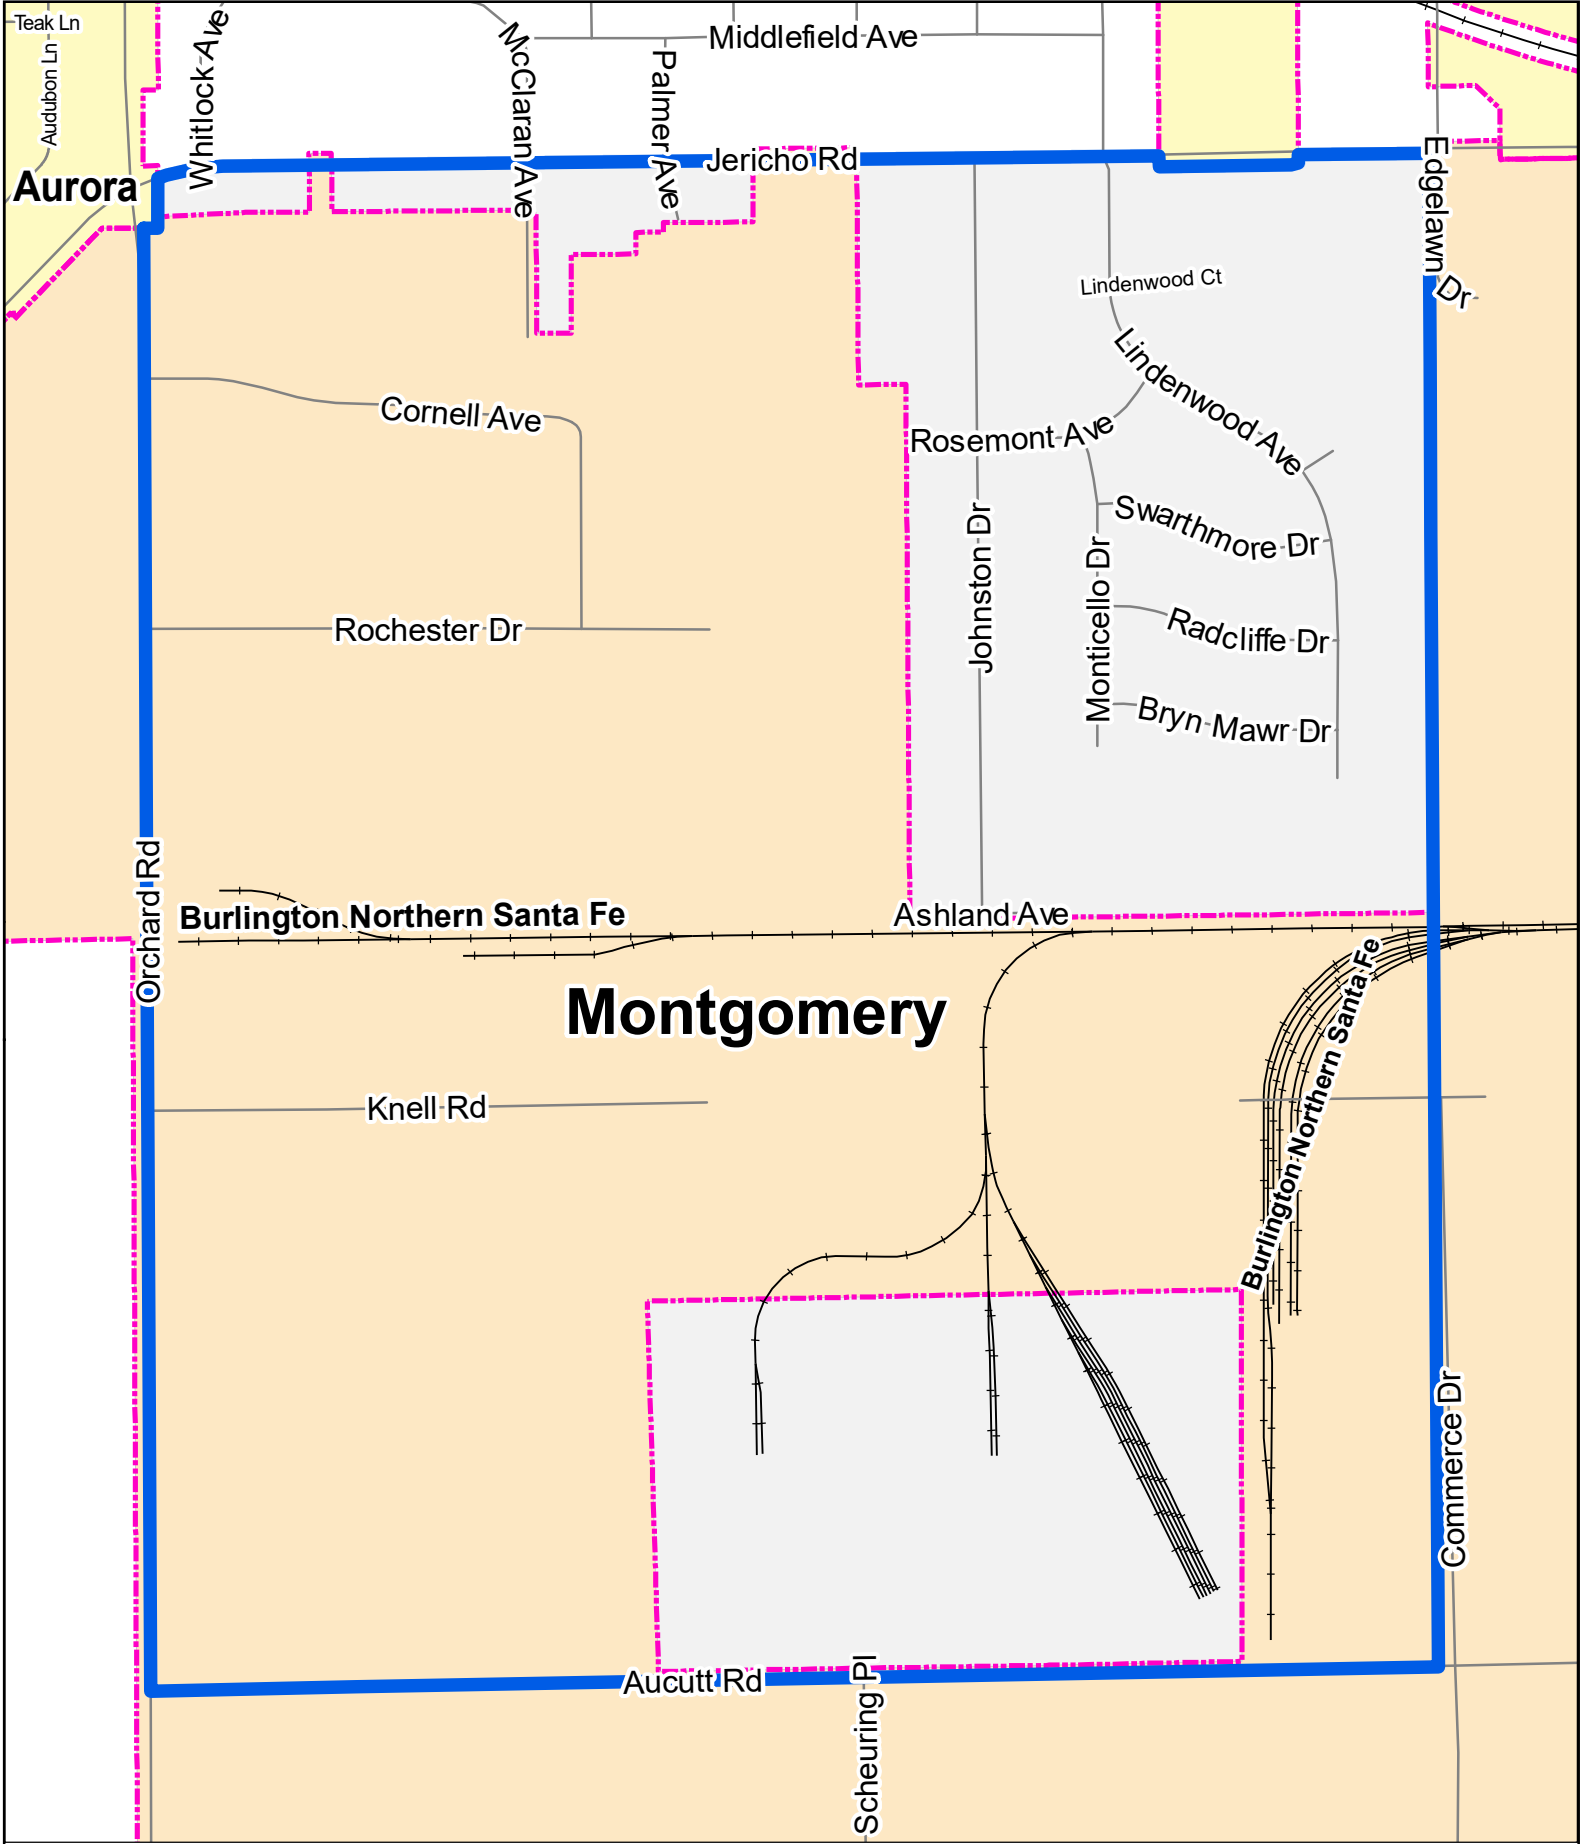 Teak Ln
Audubon Ln
Whitlock Ave
McClaran Ave
Palmer Ave
Middlefield Ave
Jericho Rd
Edgelawn Dr
Aurora
Lindenwood Ct
Lindenwood Ave
Cornell Ave
Rosemont Ave
Swarthmore Dr
Johnston Dr
Monticello Dr
Rochester Dr
Radcliffe Dr
Bryn Mawr Dr
Orchard Rd
Burlington Northern Santa Fe
Ashland Ave
Burlington Northern Santa Fe
Montgomery
Knell Rd
Commerce Dr
Aucutt Rd
Scheuring Pl